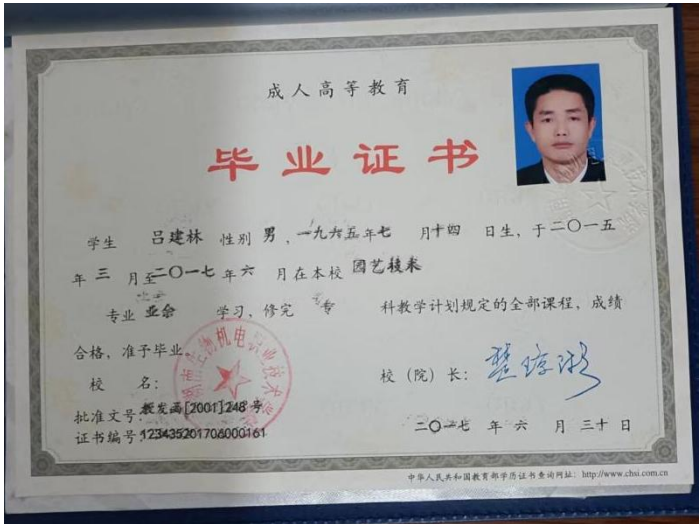 成人高等教育
毕业证书
学生 吕建林 性别 男，一九六五年七 月十四 日生，于二〇一五
年 三 月至二〇一七 年 六 月在本校 园艺技术
专业 业余 学习，修完 专 科教学计划规定的全部课程，成绩
合格，准予毕业
校 名： 校（院）长：
批准文号：教发函[2001]248号
证书编号：123435201706000161 二〇一七 年 六 月 三十 日
中华人民共和国教育部学历证书查询网址：http://www.chsi.com.cn